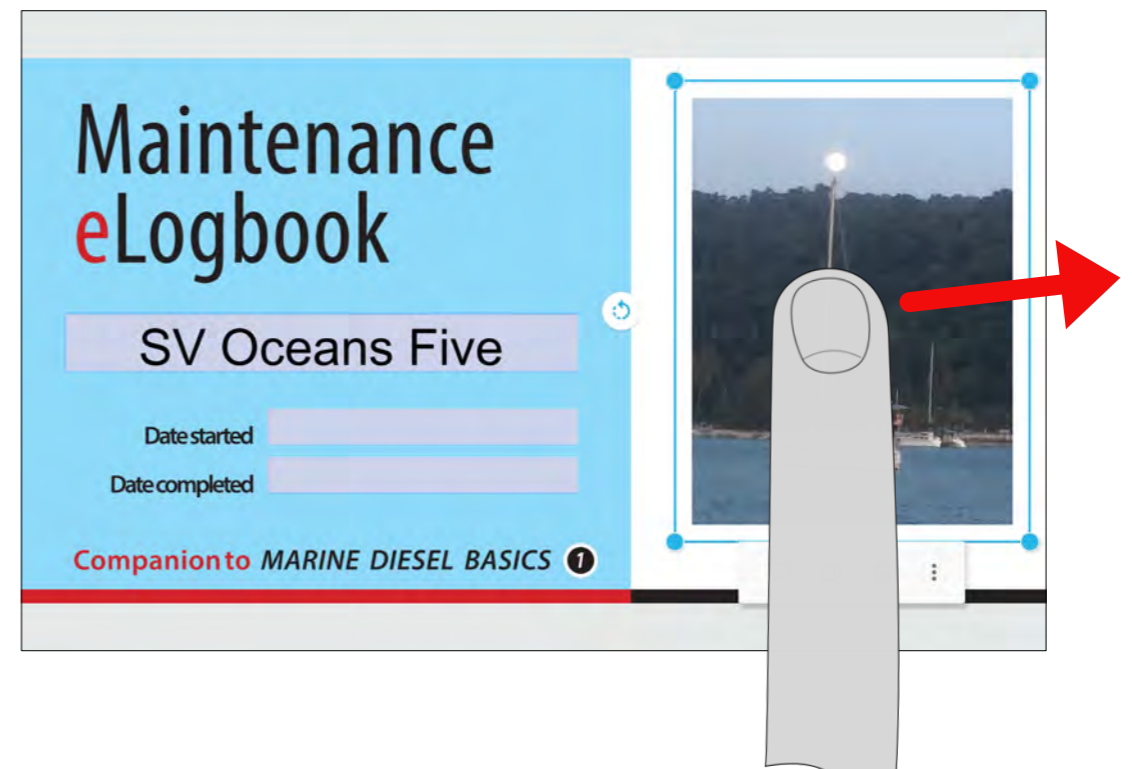 Maintenance
eLogbook
SV Oceans Five
Date started
Date completed
Companion to MARINE DIESEL BASICS 1